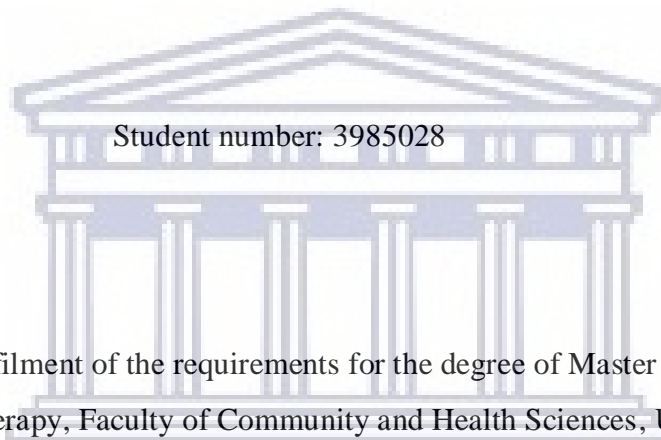 Student number: 3985028
filment of the requirements for the degree of Master
erapy, Faculty of Community and Health Sciences, U